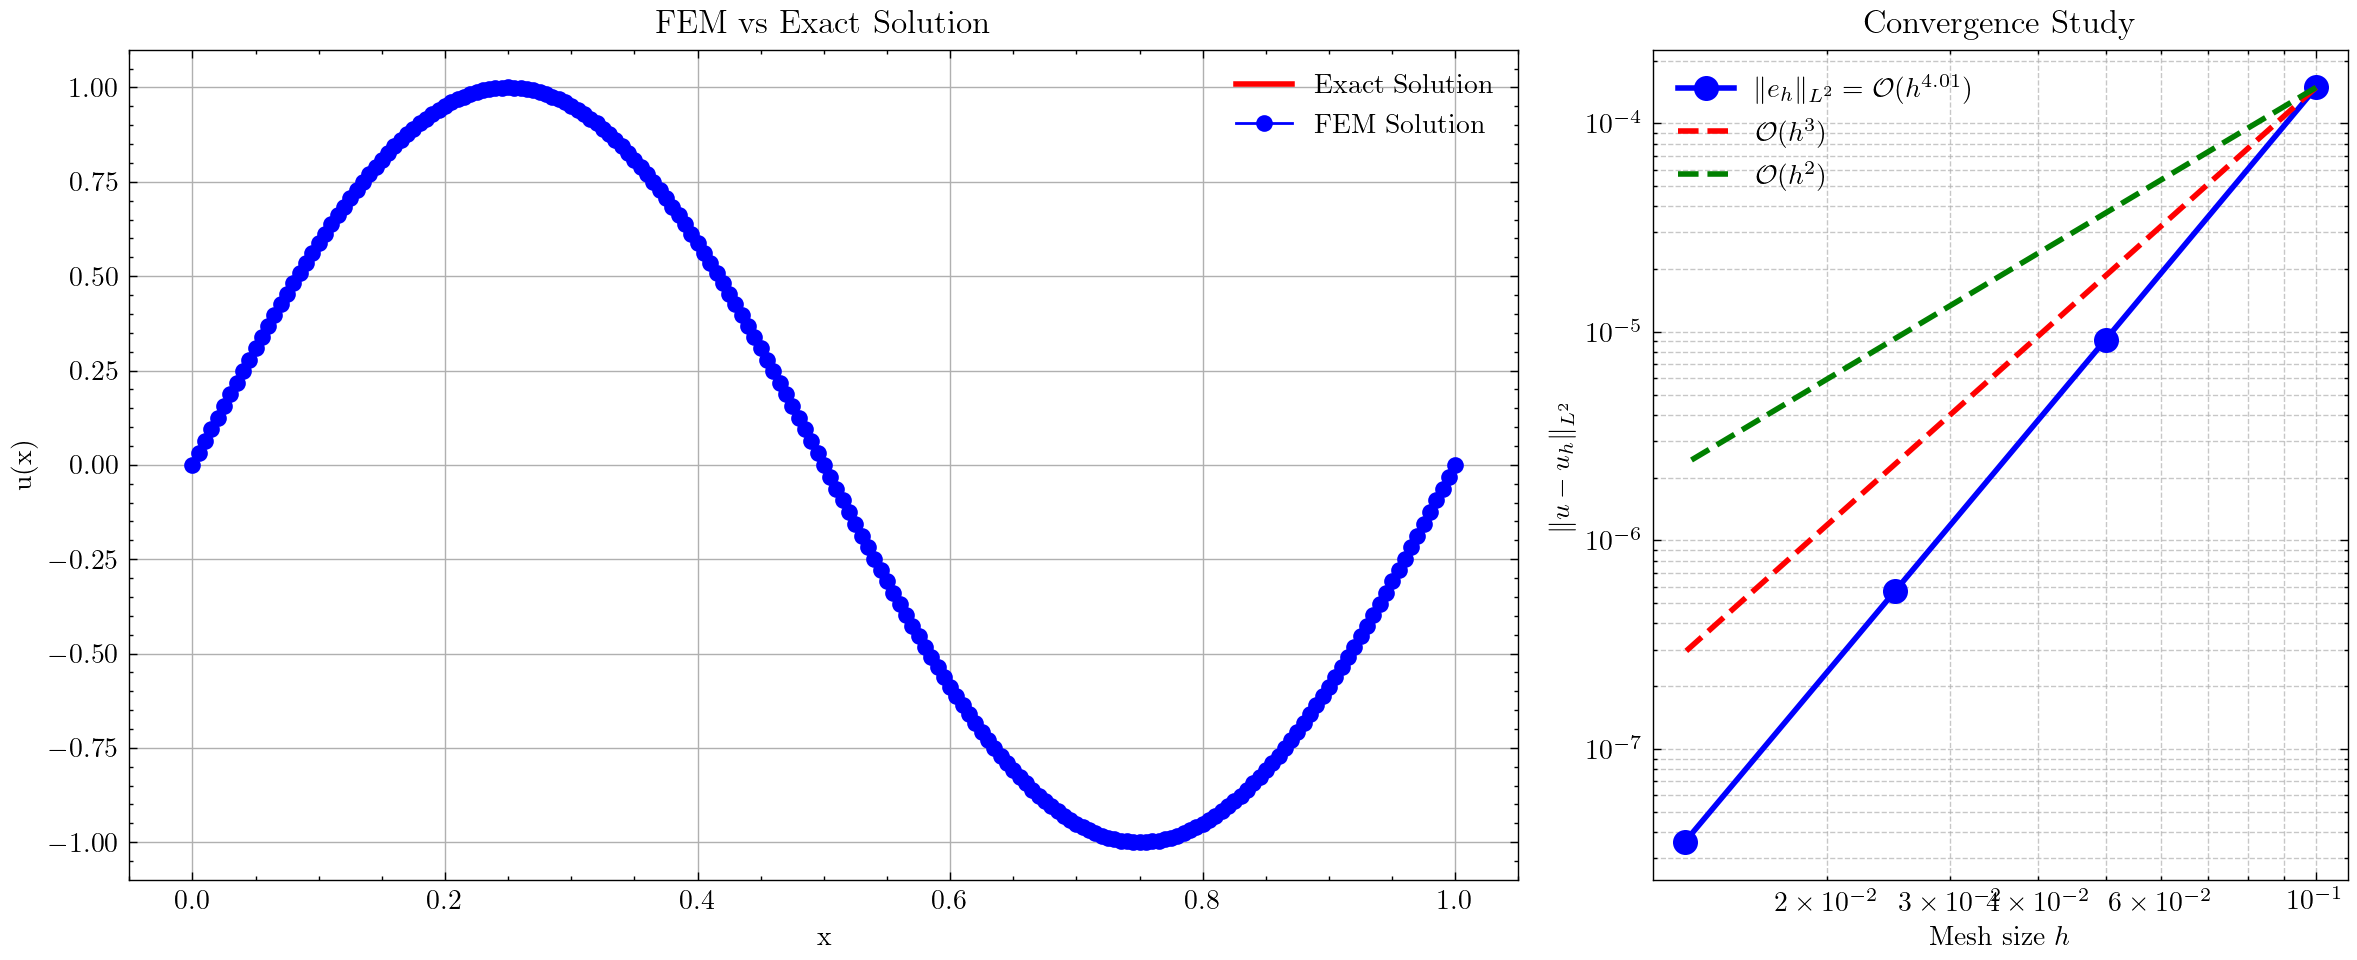 FEM vs Exact Solution
Exact Solution
FEM Solution
1.00
0.75
0.50
0.25
0.00
−0.25
−0.50
−0.75
−1.00
u(x)
0.0 0.2 0.4 0.6 0.8 1.0
x
Convergence Study
‖e_h‖_{L²} = 𝒪(h^{4.01})
𝒪(h³)
𝒪(h²)
10⁻⁴
10⁻⁵
10⁻⁶
10⁻⁷
‖u − u_h‖_{L²}
2 × 10⁻² 3 × 10⁻² 4 × 10⁻² 6 × 10⁻² 10⁻¹
Mesh size h